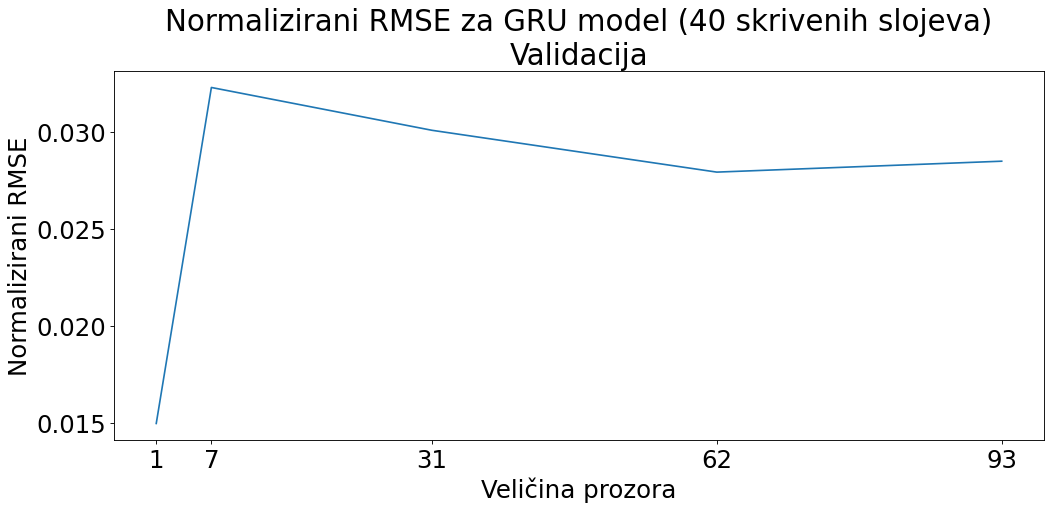 Normalizirani RMSE za GRU model (40 skrivenih slojeva)
Validacija
Normalizirani RMSE
0.030
0.025
0.020
0.015
1 7 31 62 93
Veličina prozora